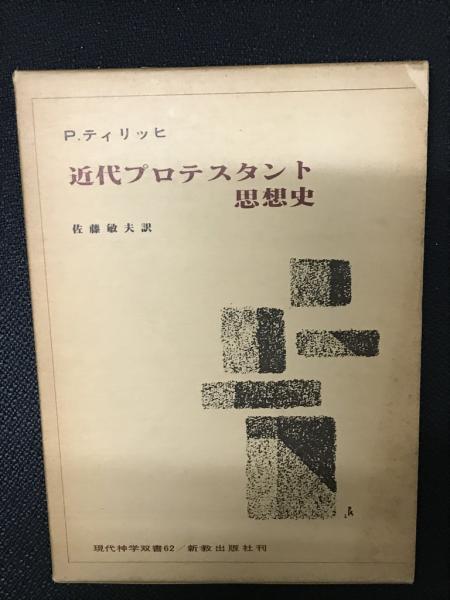 P.ティリッヒ
近代プロテスタント
思想史
佐藤敏夫訳
現代神学双書62/新教出版社刊